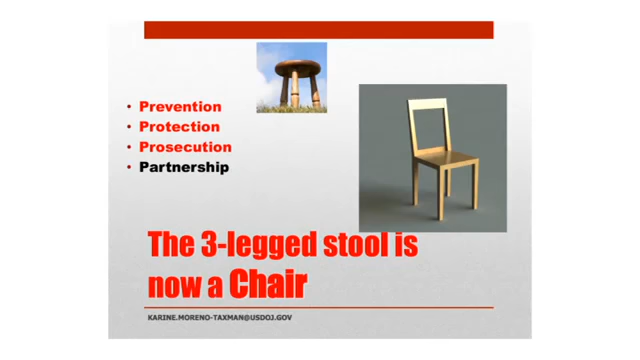 Prevention
Protection
Prosecution
Partnership
The 3-legged stool is
now a Chair
KARINE.MORENO-TAXMAN@USDOJ.GOV